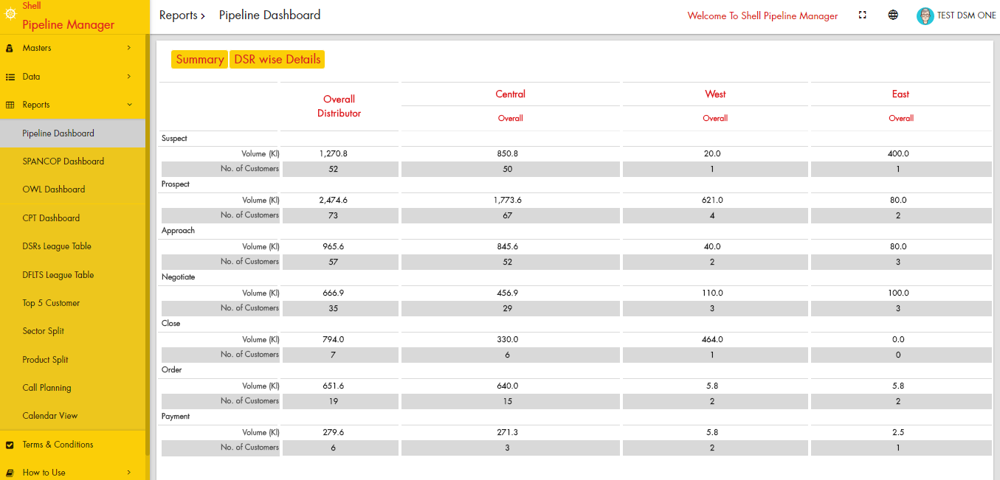 Shell
Pipeline Manager
Reports › Pipeline Dashboard
Welcome To Shell Pipeline Manager
TEST DSM ONE
Masters
Data
Reports
Pipeline Dashboard
SPANCOP Dashboard
OWL Dashboard
CPT Dashboard
DSRs League Table
DFLTS League Table
Top 5 Customer
Sector Split
Product Split
Call Planning
Calendar View
Terms & Conditions
How to Use
Summary DSR wise Details
Overall Distributor Central West East
Overall Overall Overall
Suspect
Volume (Kl) 1,270.8 850.8 20.0 400.0
No. of Customers 52 50 1 1
Prospect
Volume (Kl) 2,474.6 1,773.6 621.0 80.0
No. of Customers 73 67 4 2
Approach
Volume (Kl) 965.6 845.6 40.0 80.0
No. of Customers 57 52 2 3
Negotiate
Volume (Kl) 666.9 456.9 110.0 100.0
No. of Customers 35 29 3 3
Close
Volume (Kl) 794.0 330.0 464.0 0.0
No. of Customers 7 6 1 0
Order
Volume (Kl) 651.6 640.0 5.8 5.8
No. of Customers 19 15 2 2
Payment
Volume (Kl) 279.6 271.3 5.8 2.5
No. of Customers 6 3 2 1